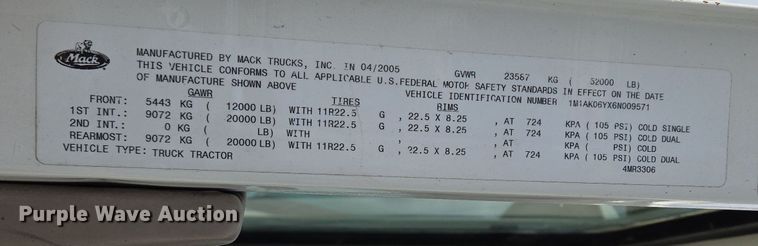 Mack
MANUFACTURED BY MACK TRUCKS, INC. IN 04/2005 GVWR 23567 KG ( 52000 LB)
THIS VEHICLE CONFORMS TO ALL APPLICABLE U.S. FEDERAL MOTOR SAFETY STANDARDS IN EFFECT ON THE DATE
OF MANUFACTURE SHOWN ABOVE VEHICLE IDENTIFICATION NUMBER 1M1AK06YX6N009571
GAWR TIRES RIMS
FRONT: 5443 KG ( 12000 LB) WITH 11R22.5 G , 22.5 X 8.25 , AT 724 KPA ( 105 PSI) COLD SINGLE
1ST INT.: 9072 KG ( 20000 LB) WITH 11R22.5 G , 22.5 X 8.25 , AT 724 KPA ( 105 PSI) COLD DUAL
2ND INT.: 0 KG ( LB) WITH , , AT KPA ( PSI) COLD
REARMOST: 9072 KG ( 20000 LB) WITH 11R22.5 G , 22.5 X 8.25 , AT 724 KPA ( 105 PSI) COLD DUAL
VEHICLE TYPE: TRUCK TRACTOR 4MR3306
Purple Wave Auction